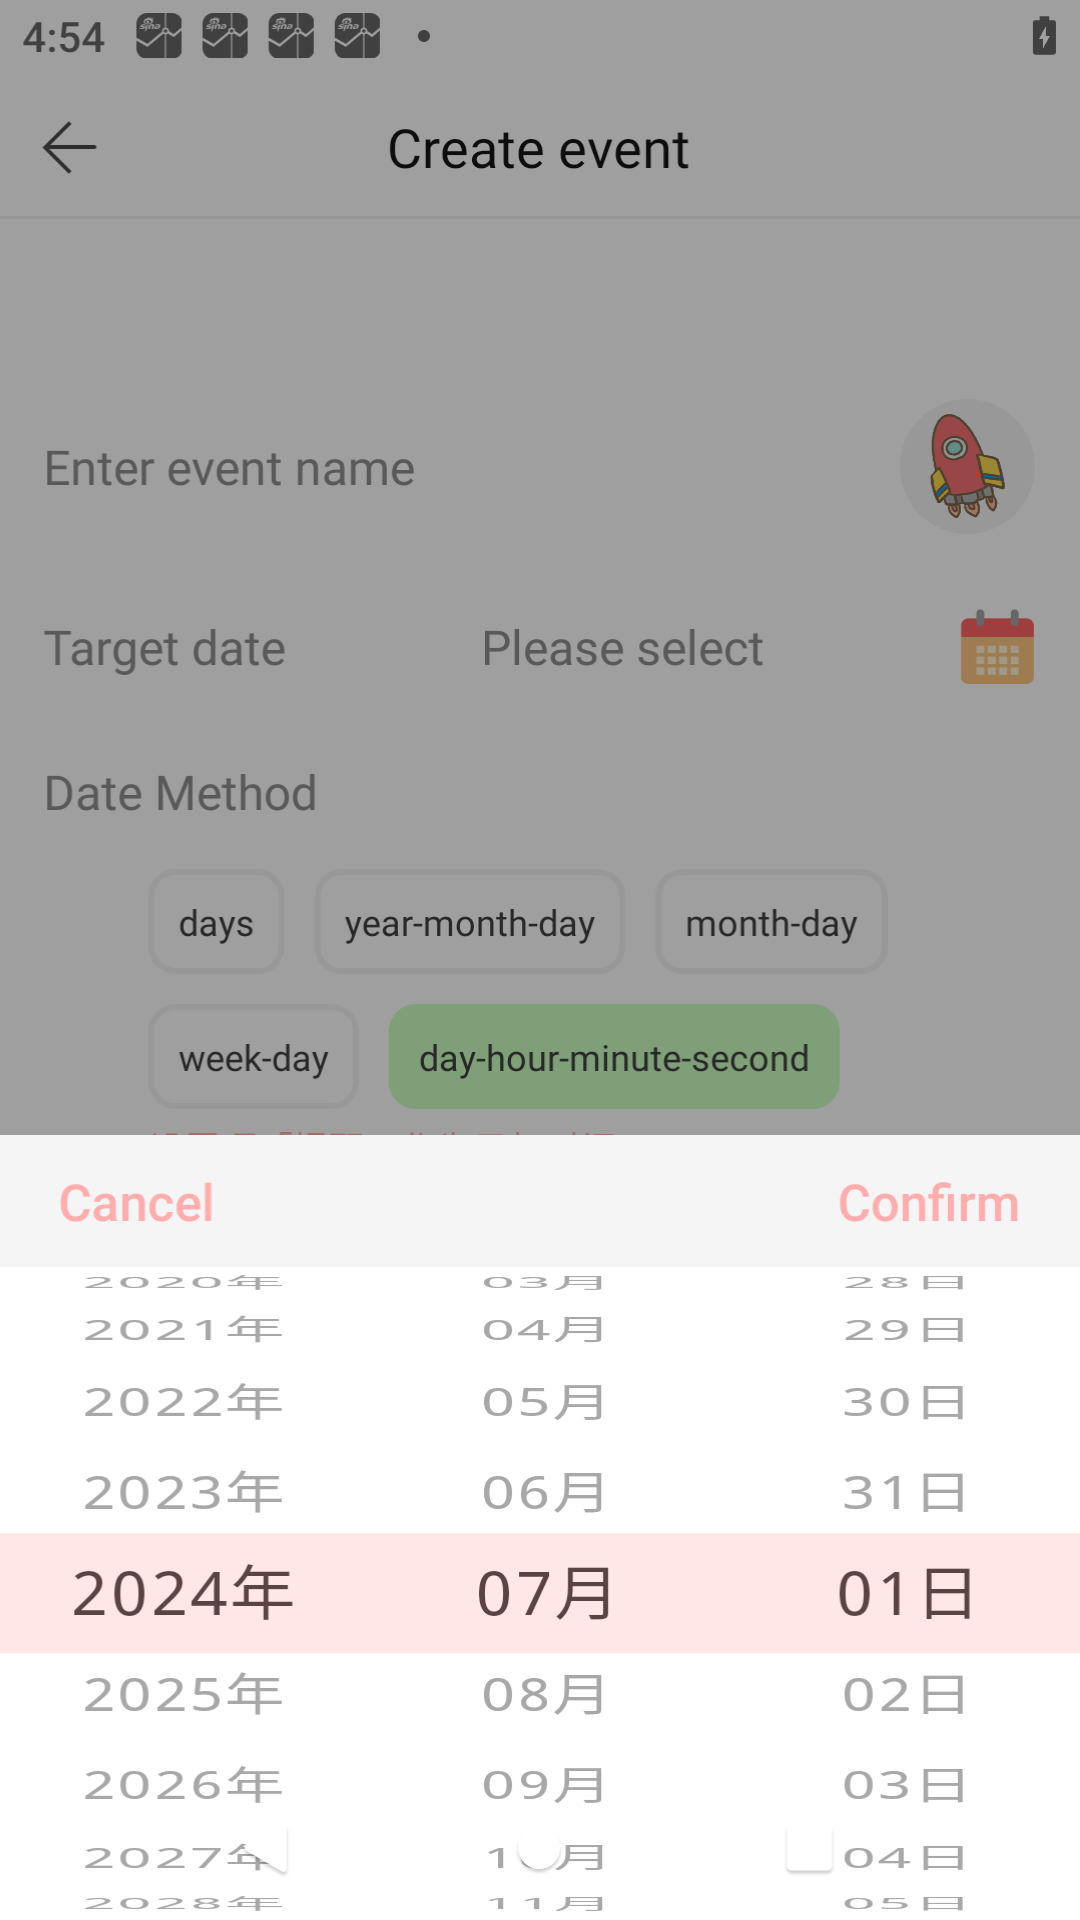 4:54
Create event
Enter event name
Target date Please select
Date Method
days year-month-day month-day
week-day day-hour-minute-second
Cancel Confirm
2020年 03月 28日
2021年 04月 29日
2022年 05月 30日
2023年 06月 31日
2024年 07月 01日
2025年 08月 02日
2026年 09月 03日
2027年 04日
2028年 11月 05日